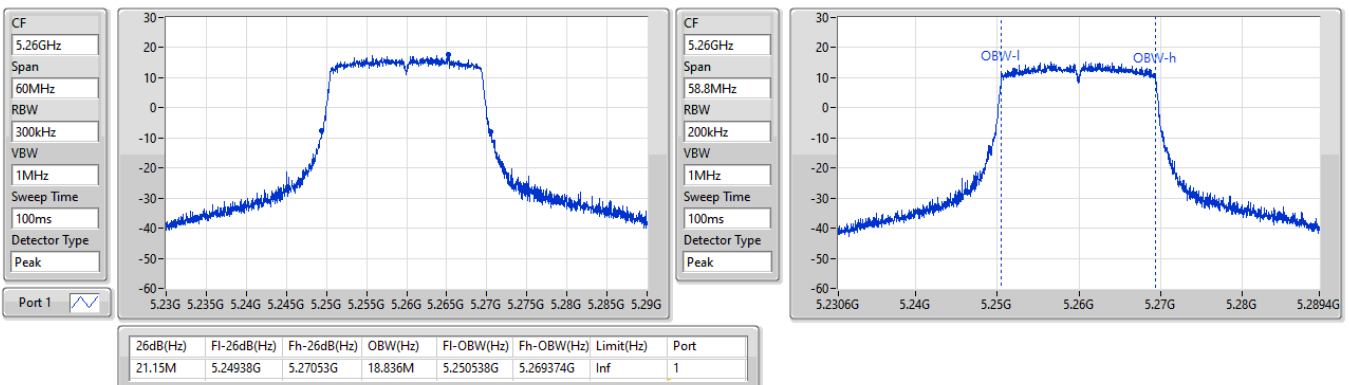 CF
5.26GHz
Span
60MHz
RBW
300kHz
VBW
1MHz
Sweep Time
100ms
Detector Type
Peak
Port 1
30
20
10
0
-10
-20
-30
-40
-50
-60
5.23G 5.235G 5.24G 5.245G 5.25G 5.255G 5.26G 5.265G 5.27G 5.275G 5.28G 5.285G 5.29G
CF
5.26GHz
Span
58.8MHz
RBW
200kHz
VBW
1MHz
Sweep Time
100ms
Detector Type
Peak
30
20
10
0
-10
-20
-30
-40
-50
-60
OBW-l OBW-h
5.2306G 5.24G 5.25G 5.26G 5.27G 5.28G 5.2894G
26dB(Hz) Fl-26dB(Hz) Fh-26dB(Hz) OBW(Hz) Fl-OBW(Hz) Fh-OBW(Hz) Limit(Hz) Port
21.15M 5.24938G 5.27053G 18.836M 5.250538G 5.269374G Inf 1